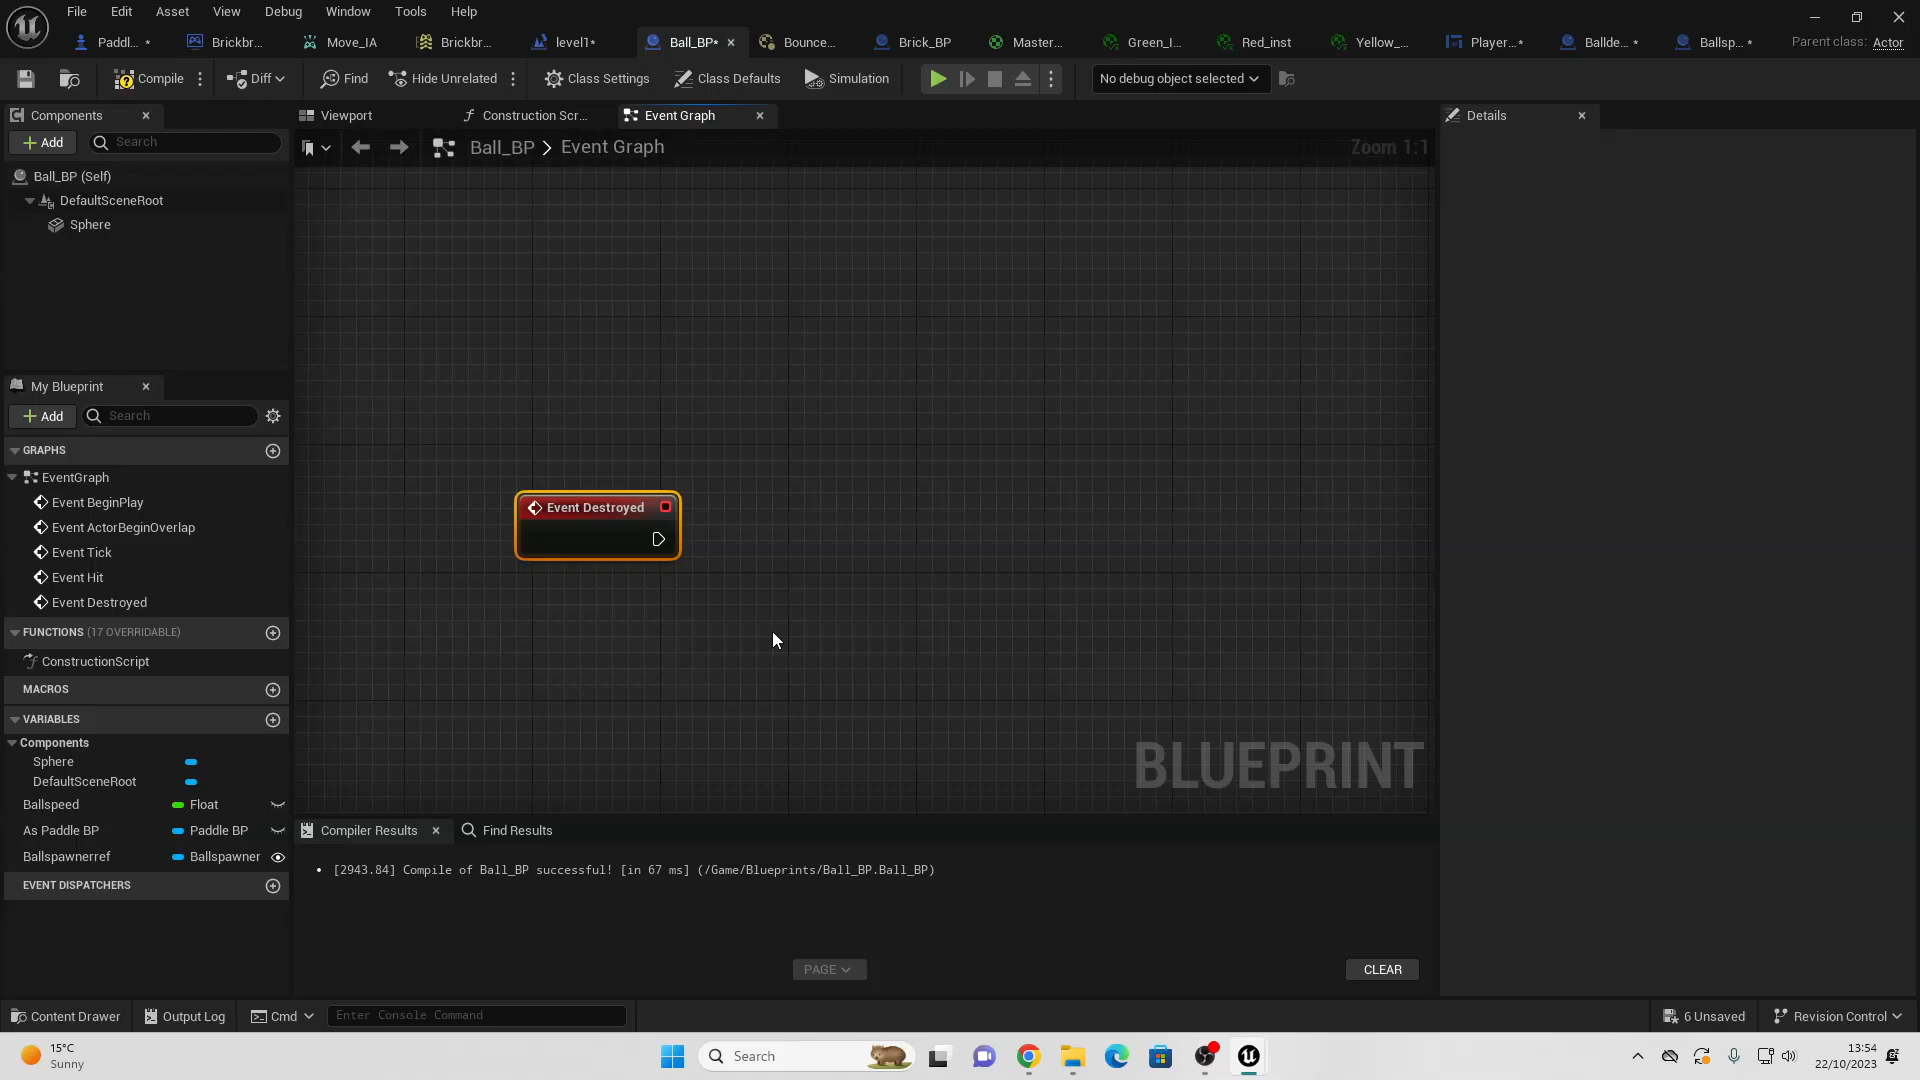 File Edit Asset View Debug Window Tools Help
Paddl... * Brickbr... Move_IA Brickbr... level1* Ball_BP* Bounce... Brick_BP Master... Green_I... Red_inst Yellow_... Player...* Ballde... * Ballsp... * Parent class: Actor
Compile Diff Find Hide Unrelated Class Settings Class Defaults Simulation No debug object selected
Components Viewport Construction Scr... Event Graph Details
Add Search
Ball_BP > Event Graph Zoom 1:1
Ball_BP (Self)
DefaultSceneRoot
Sphere
My Blueprint
Add Search
GRAPHS
EventGraph
Event BeginPlay
Event ActorBeginOverlap
Event Tick
Event Hit
Event Destroyed
Event Destroyed
FUNCTIONS (17 OVERRIDABLE)
ConstructionScript
MACROS
VARIABLES
Components
Sphere
DefaultSceneRoot
Ballspeed Float
As Paddle BP Paddle BP
Ballspawnerref Ballspawner
EVENT DISPATCHERS
BLUEPRINT
Compiler Results Find Results
[2943.84] Compile of Ball_BP successful! [in 67 ms] (/Game/Blueprints/Ball_BP.Ball_BP)
PAGE CLEAR
Content Drawer Output Log Cmd Enter Console Command 6 Unsaved Revision Control
15°C
Sunny
Search
13:54
22/10/2023